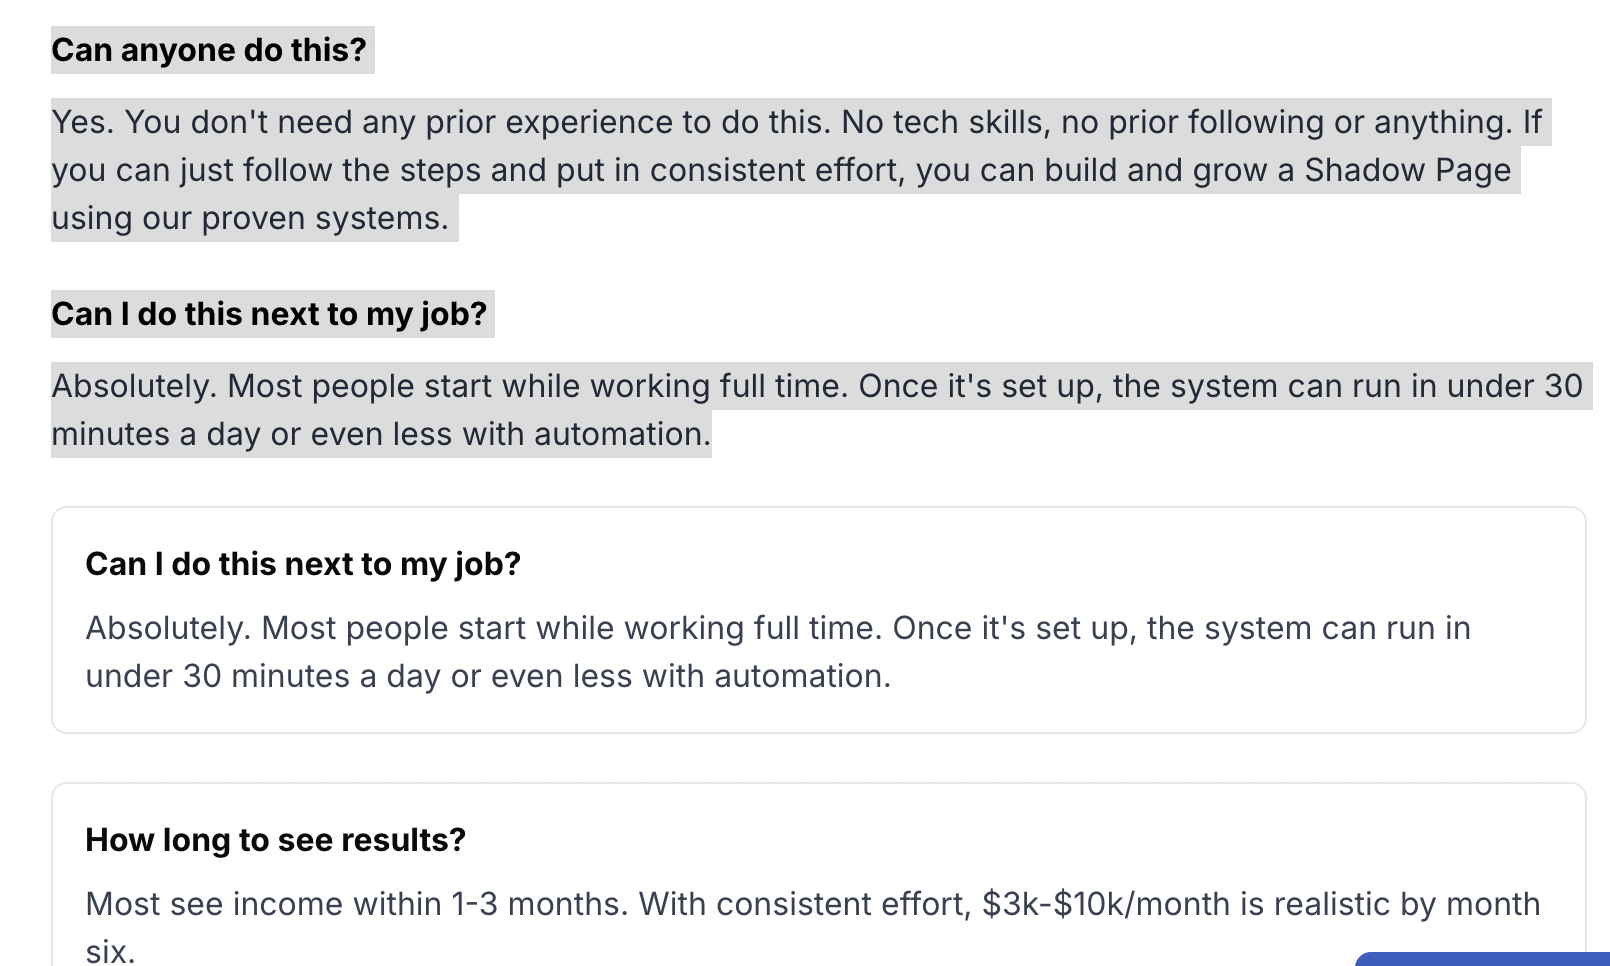 Can anyone do this?
Yes. You don't need any prior experience to do this. No tech skills, no prior following or anything. If
you can just follow the steps and put in consistent effort, you can build and grow a Shadow Page
using our proven systems.
Can I do this next to my job?
Absolutely. Most people start while working full time. Once it's set up, the system can run in under 30
minutes a day or even less with automation.
Can I do this next to my job?
Absolutely. Most people start while working full time. Once it's set up, the system can run in
under 30 minutes a day or even less with automation.
How long to see results?
Most see income within 1-3 months. With consistent effort, $3k-$10k/month is realistic by month
six.